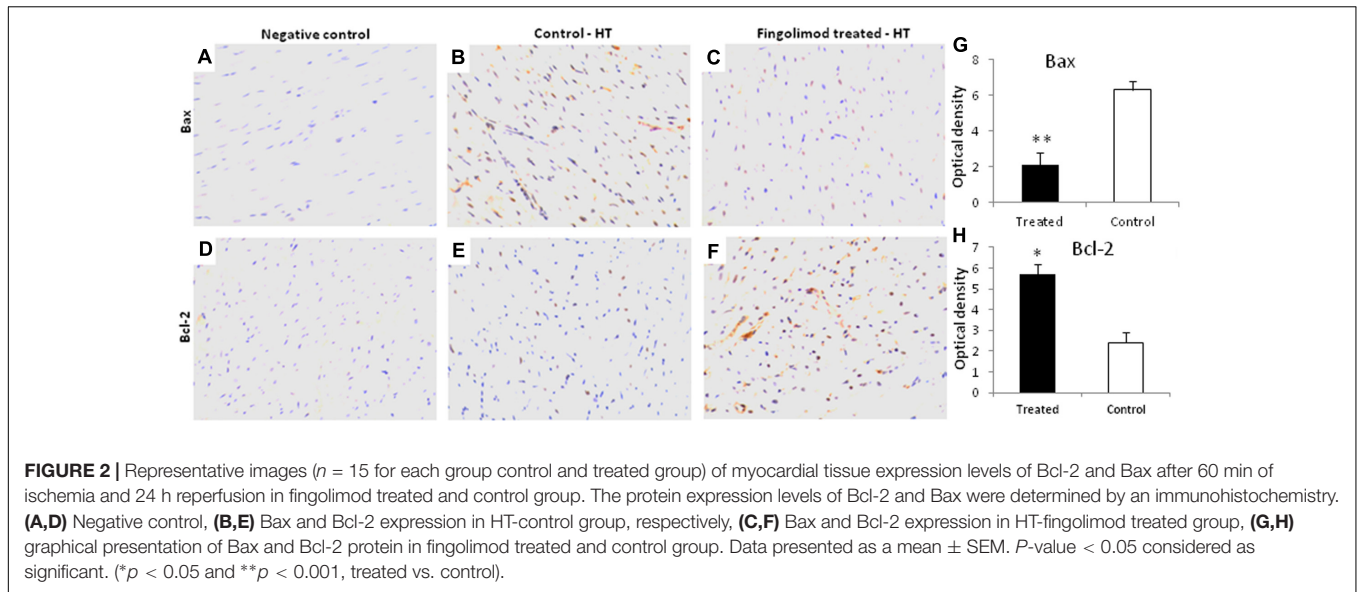 Negative control
Control - HT
Fingolimod treated - HT
A
B
C
G
Bax
Bax
Optical density
8
6
4
2
0
**
Treated
Control
D
E
F
H
Bcl-2
Bcl-2
Optical density
7
6
5
4
3
2
1
0
*
Treated
Control
FIGURE 2 | Representative images (n = 15 for each group control and treated group) of myocardial tissue expression levels of Bcl-2 and Bax after 60 min of
ischemia and 24 h reperfusion in fingolimod treated and control group. The protein expression levels of Bcl-2 and Bax were determined by an immunohistochemistry.
(A,D) Negative control, (B,E) Bax and Bcl-2 expression in HT-control group, respectively, (C,F) Bax and Bcl-2 expression in HT-fingolimod treated group, (G,H)
graphical presentation of Bax and Bcl-2 protein in fingolimod treated and control group. Data presented as a mean ± SEM. P-value < 0.05 considered as
significant. (*p < 0.05 and **p < 0.001, treated vs. control).